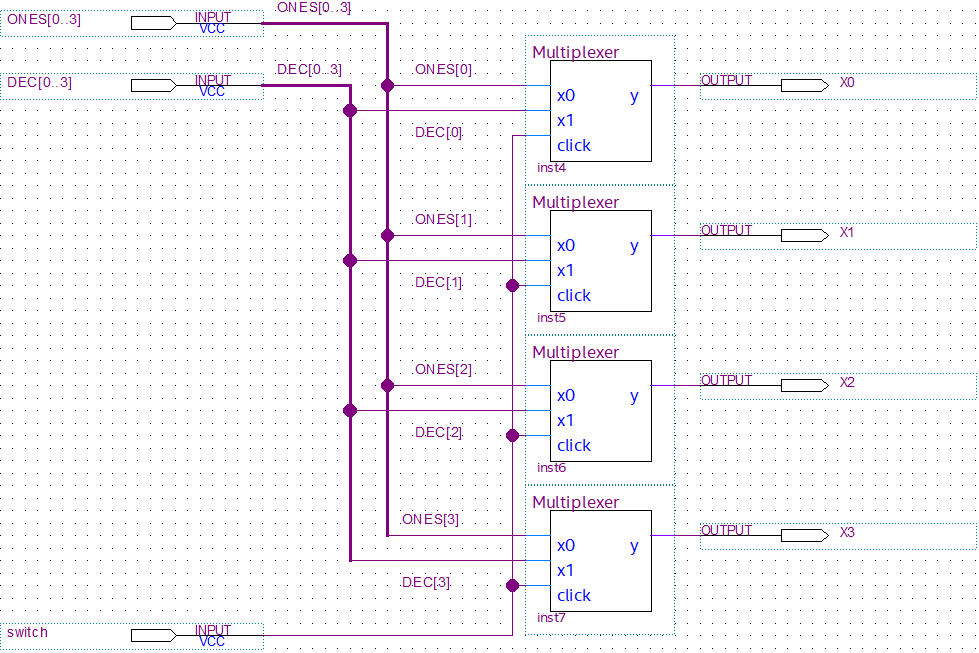 ONES[0..3]
INPUT
VCC
ONES[0..3]
DEC[0..3]
INPUT
VCC
DEC[0..3]
Multiplexer
ONES[0]
x0
y
DEC[0]
x1
click
inst4
OUTPUT
X0
Multiplexer
ONES[1]
x0
y
x1
DEC[1]
click
inst5
OUTPUT
X1
Multiplexer
ONES[2]
x0
y
x1
DEC[2]
click
inst6
OUTPUT
X2
Multiplexer
ONES[3]
x0
y
x1
DEC[3]
click
inst7
OUTPUT
X3
switch
INPUT
VCC